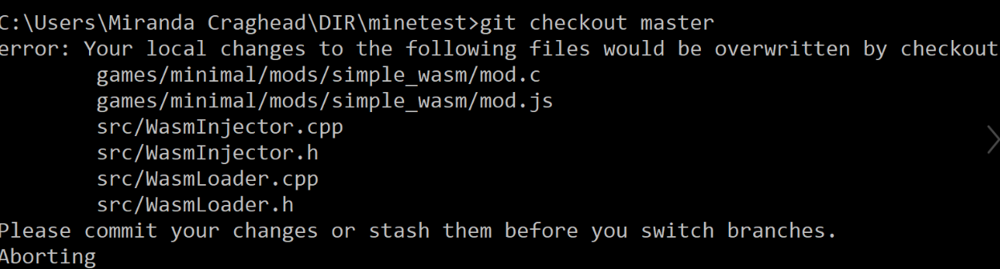 C:\Users\Miranda Craghead\DIR\minetest>git checkout master
error: Your local changes to the following files would be overwritten by checkout
games/minimal/mods/simple_wasm/mod.c
games/minimal/mods/simple_wasm/mod.js
src/WasmInjector.cpp
src/WasmInjector.h
src/WasmLoader.cpp
src/WasmLoader.h
Please commit your changes or stash them before you switch branches.
Aborting